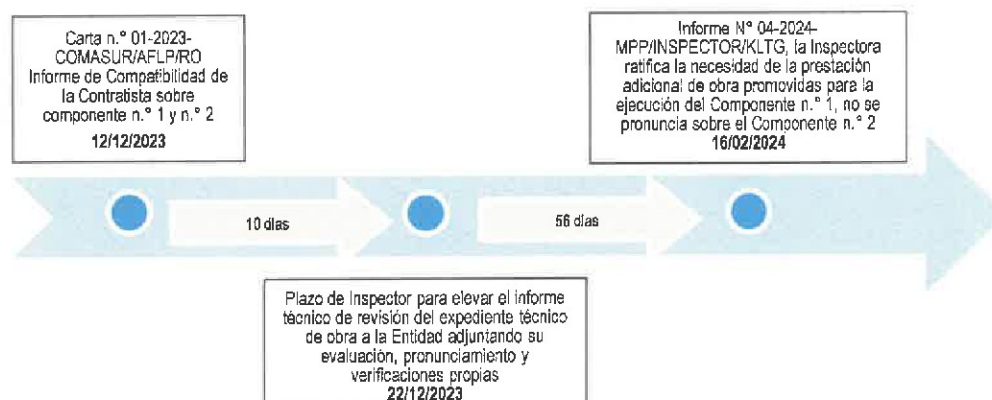 Carta n.° 01-2023-
COMASUR/AFLP/RO
Informe de Compatibilidad de
la Contratista sobre
componente n.° 1 y n.° 2
12/12/2023
Informe N° 04-2024-
MPP/INSPECTOR/KLTG, la Inspectora
ratifica la necesidad de la prestación
adicional de obra promovidas para la
ejecución del Componente n.° 1, no se
pronuncia sobre el Componente n.° 2
16/02/2024
10 días
56 días
Plazo de Inspector para elevar el informe
técnico de revisión del expediente técnico
de obra a la Entidad adjuntando su
evaluación, pronunciamiento y
verificaciones propias
22/12/2023